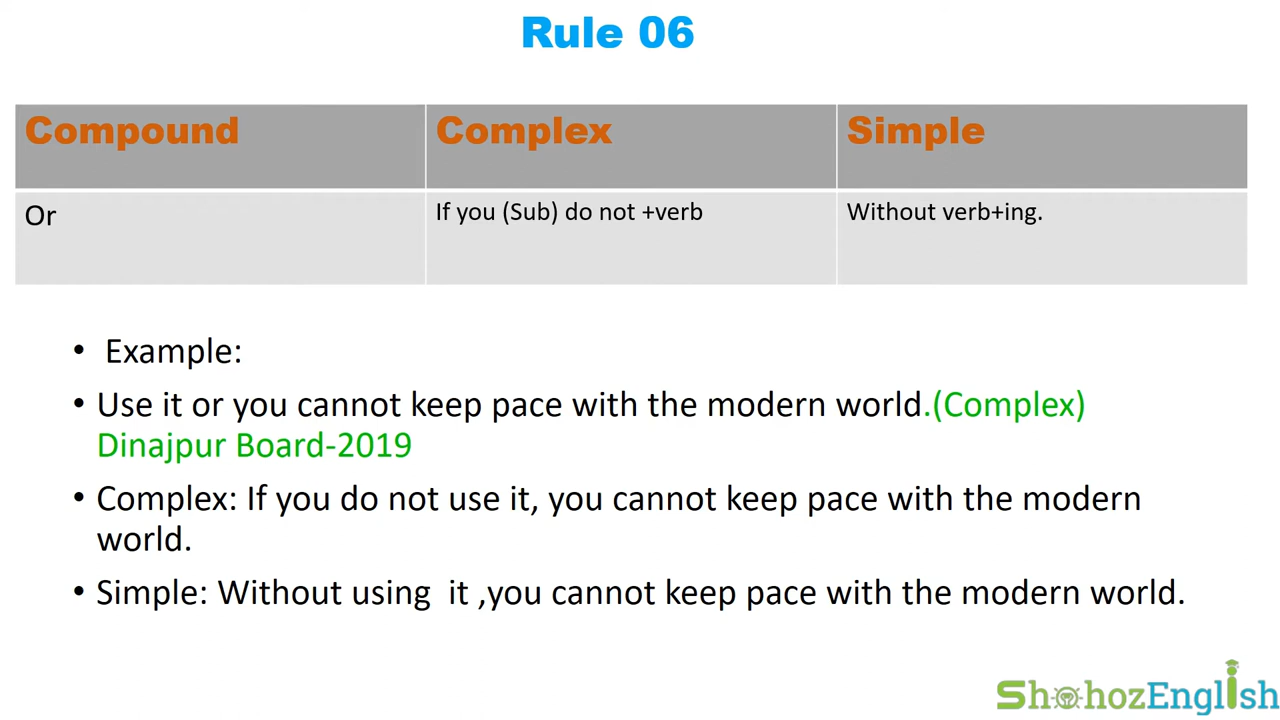 Rule 06
Compound Complex Simple
Or If you (Sub) do not +verb Without verb+ing.
• Example:
• Use it or you cannot keep pace with the modern world.(Complex)
Dinajpur Board-2019
• Complex: If you do not use it, you cannot keep pace with the modern
world.
• Simple: Without using  it ,you cannot keep pace with the modern world.
ShohozEnglish